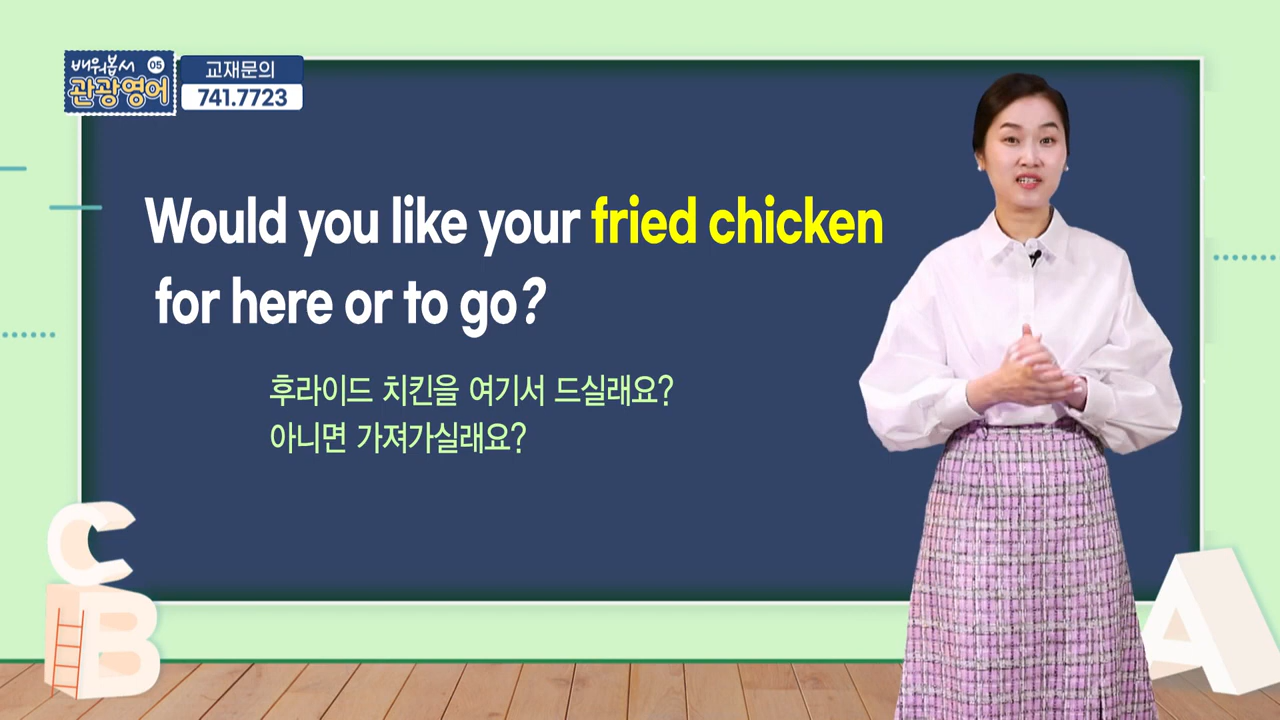 배워봅서 05
관광영어
교재문의
741.7723
Would you like your fried chicken
for here or to go?
후라이드 치킨을 여기서 드실래요?
아니면 가져가실래요?
C
B
A